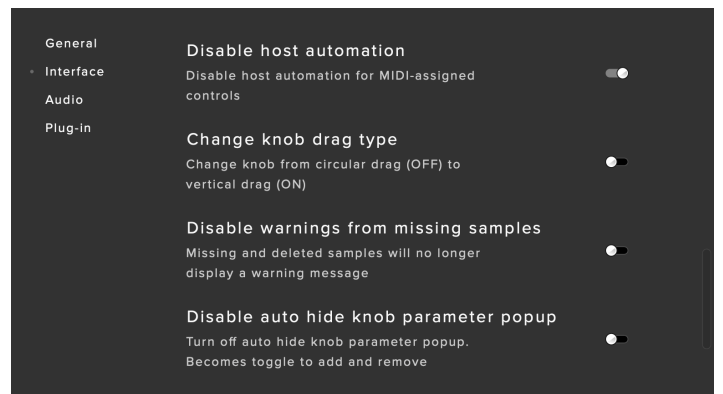 General
Interface
Audio
Plug-in
Disable host automation
Disable host automation for MIDI-assigned
controls
Change knob drag type
Change knob from circular drag (OFF) to
vertical drag (ON)
Disable warnings from missing samples
Missing and deleted samples will no longer
display a warning message
Disable auto hide knob parameter popup
Turn off auto hide knob parameter popup.
Becomes toggle to add and remove